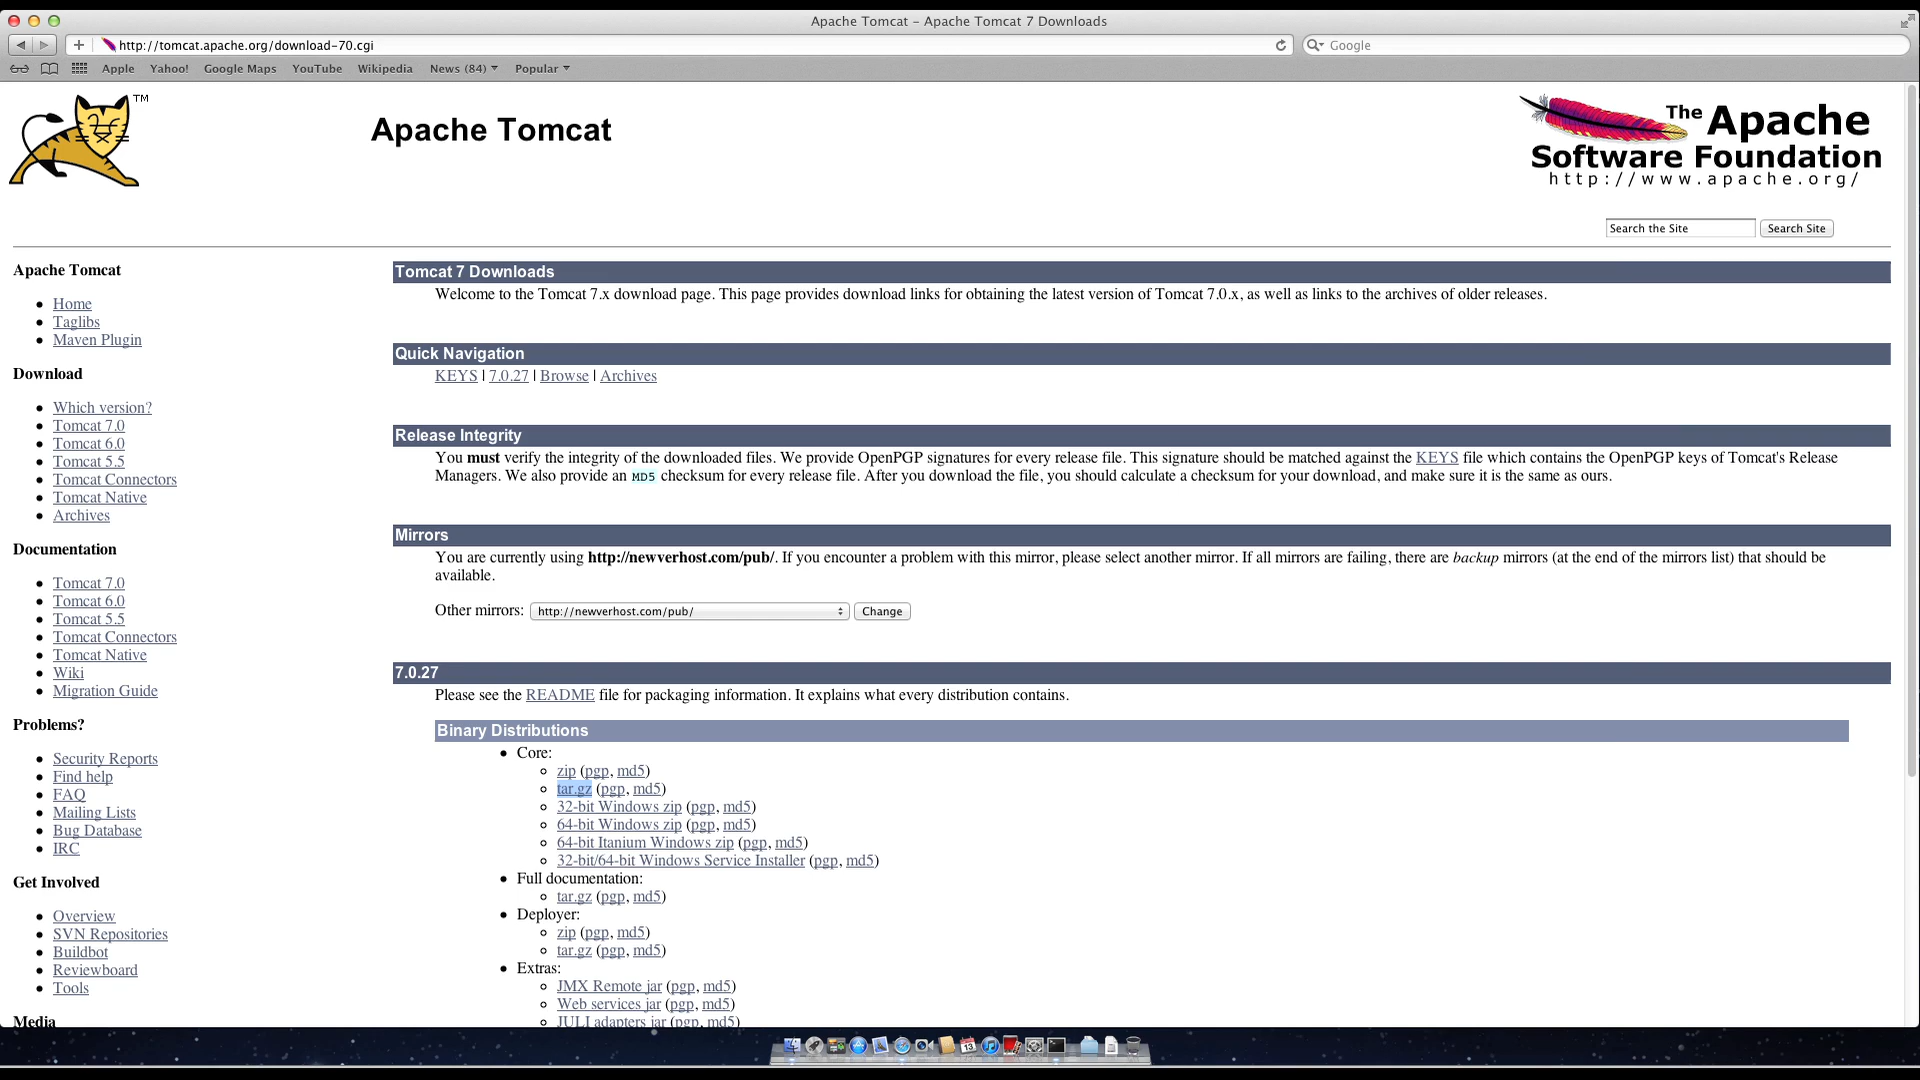 Apache Tomcat - Apache Tomcat 7 Downloads
http://tomcat.apache.org/download-70.cgi
Google
Apple Yahoo! Google Maps YouTube Wikipedia News (84) Popular
TM
Apache Tomcat
The Apache
Software Foundation
http://www.apache.org/
Search the Site Search Site
Apache Tomcat
Home
Taglibs
Maven Plugin
Download
Which version?
Tomcat 7.0
Tomcat 6.0
Tomcat 5.5
Tomcat Connectors
Tomcat Native
Archives
Documentation
Tomcat 7.0
Tomcat 6.0
Tomcat 5.5
Tomcat Connectors
Tomcat Native
Wiki
Migration Guide
Problems?
Security Reports
Find help
FAQ
Mailing Lists
Bug Database
IRC
Get Involved
Overview
SVN Repositories
Buildbot
Reviewboard
Tools
Media
Tomcat 7 Downloads
Welcome to the Tomcat 7.x download page. This page provides download links for obtaining the latest version of Tomcat 7.0.x, as well as links to the archives of older releases.
Quick Navigation
KEYS | 7.0.27 | Browse | Archives
Release Integrity
You must verify the integrity of the downloaded files. We provide OpenPGP signatures for every release file. This signature should be matched against the KEYS file which contains the OpenPGP keys of Tomcat's Release
Managers. We also provide an MD5 checksum for every release file. After you download the file, you should calculate a checksum for your download, and make sure it is the same as ours.
Mirrors
You are currently using http://newverhost.com/pub/. If you encounter a problem with this mirror, please select another mirror. If all mirrors are failing, there are backup mirrors (at the end of the mirrors list) that should be
available.
Other mirrors: http://newverhost.com/pub/ Change
7.0.27
Please see the README file for packaging information. It explains what every distribution contains.
Binary Distributions
Core:
zip (pgp, md5)
tar.gz (pgp, md5)
32-bit Windows zip (pgp, md5)
64-bit Windows zip (pgp, md5)
64-bit Itanium Windows zip (pgp, md5)
32-bit/64-bit Windows Service Installer (pgp, md5)
Full documentation:
tar.gz (pgp, md5)
Deployer:
zip (pgp, md5)
tar.gz (pgp, md5)
Extras:
JMX Remote jar (pgp, md5)
Web services jar (pgp, md5)
JULI adapters jar (pgp, md5)
13